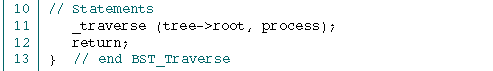 10 // Statements
11 _traverse (tree->root, process);
12 return;
13 } // end BST_Traverse